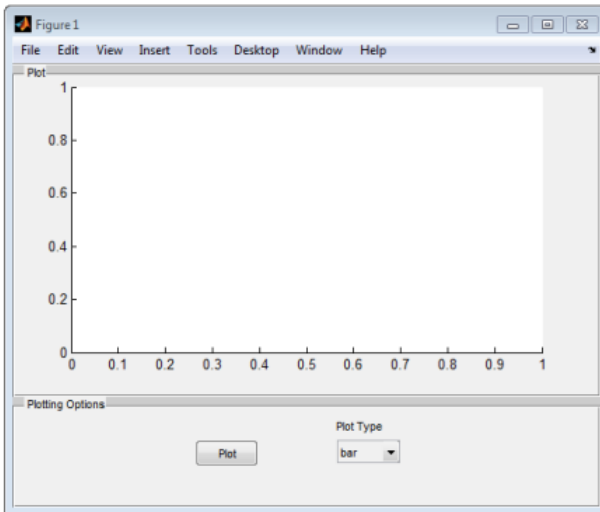 Figure 1
File Edit View Insert Tools Desktop Window Help
Plot
1
0.8
0.6
0.4
0.2
0
0 0.1 0.2 0.3 0.4 0.5 0.6 0.7 0.8 0.9 1
Plotting Options
Plot Type
Plot bar